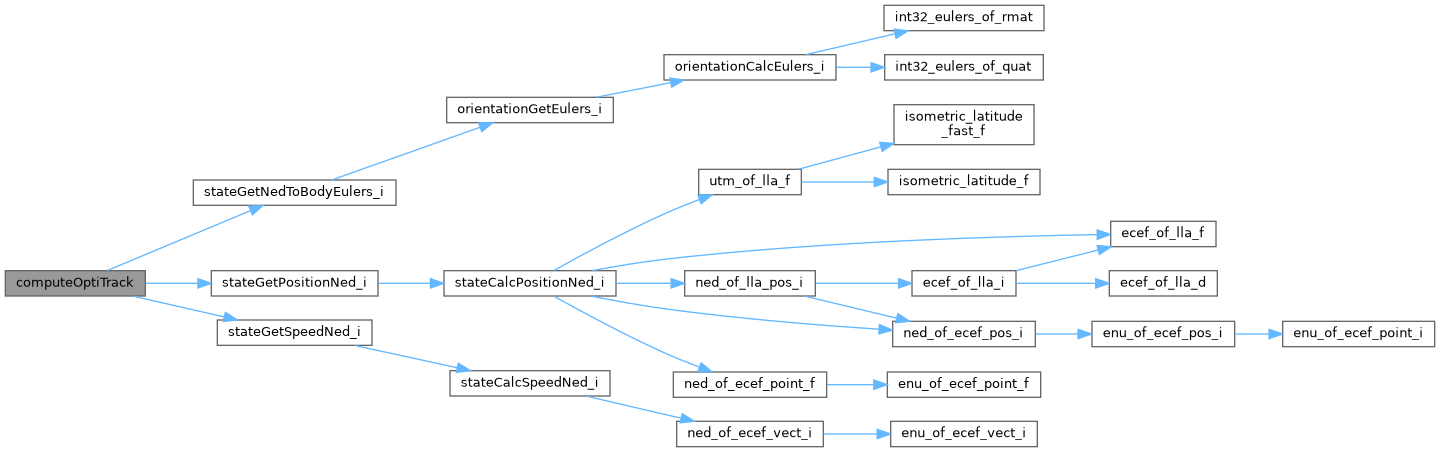 int32_eulers_of_rmat
orientationCalcEulers_i
int32_eulers_of_quat
orientationGetEulers_i
isometric_latitude
_fast_f
utm_of_lla_f
isometric_latitude_f
stateGetNedToBodyEulers_i
ecef_of_lla_f
computeOptiTrack
stateGetPositionNed_i
stateCalcPositionNed_i
ned_of_lla_pos_i
ecef_of_lla_i
ecef_of_lla_d
stateGetSpeedNed_i
ned_of_ecef_pos_i
enu_of_ecef_pos_i
enu_of_ecef_point_i
stateCalcSpeedNed_i
ned_of_ecef_point_f
enu_of_ecef_point_f
ned_of_ecef_vect_i
enu_of_ecef_vect_i